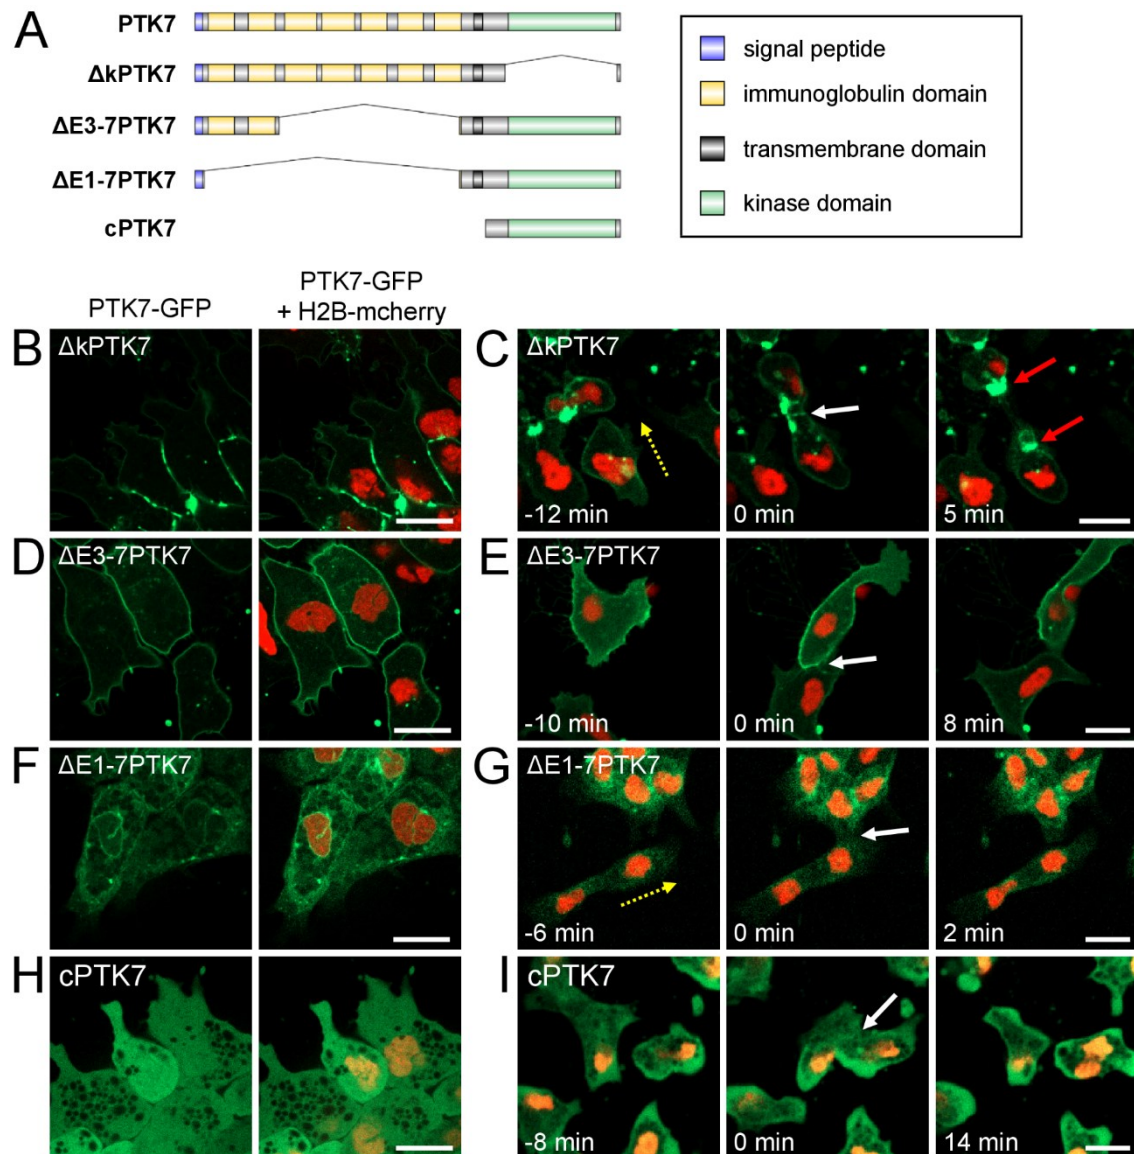 A
PTK7
ΔkPTK7
ΔE3-7PTK7
ΔE1-7PTK7
cPTK7
signal peptide
immunoglobulin domain
transmembrane domain
kinase domain
PTK7-GFP
PTK7-GFP
+ H2B-mcherry
B
ΔkPTK7
C
ΔkPTK7
-12 min
0 min
5 min
D
ΔE3-7PTK7
E
ΔE3-7PTK7
-10 min
0 min
8 min
F
ΔE1-7PTK7
G
ΔE1-7PTK7
-6 min
0 min
2 min
H
cPTK7
I
cPTK7
-8 min
0 min
14 min